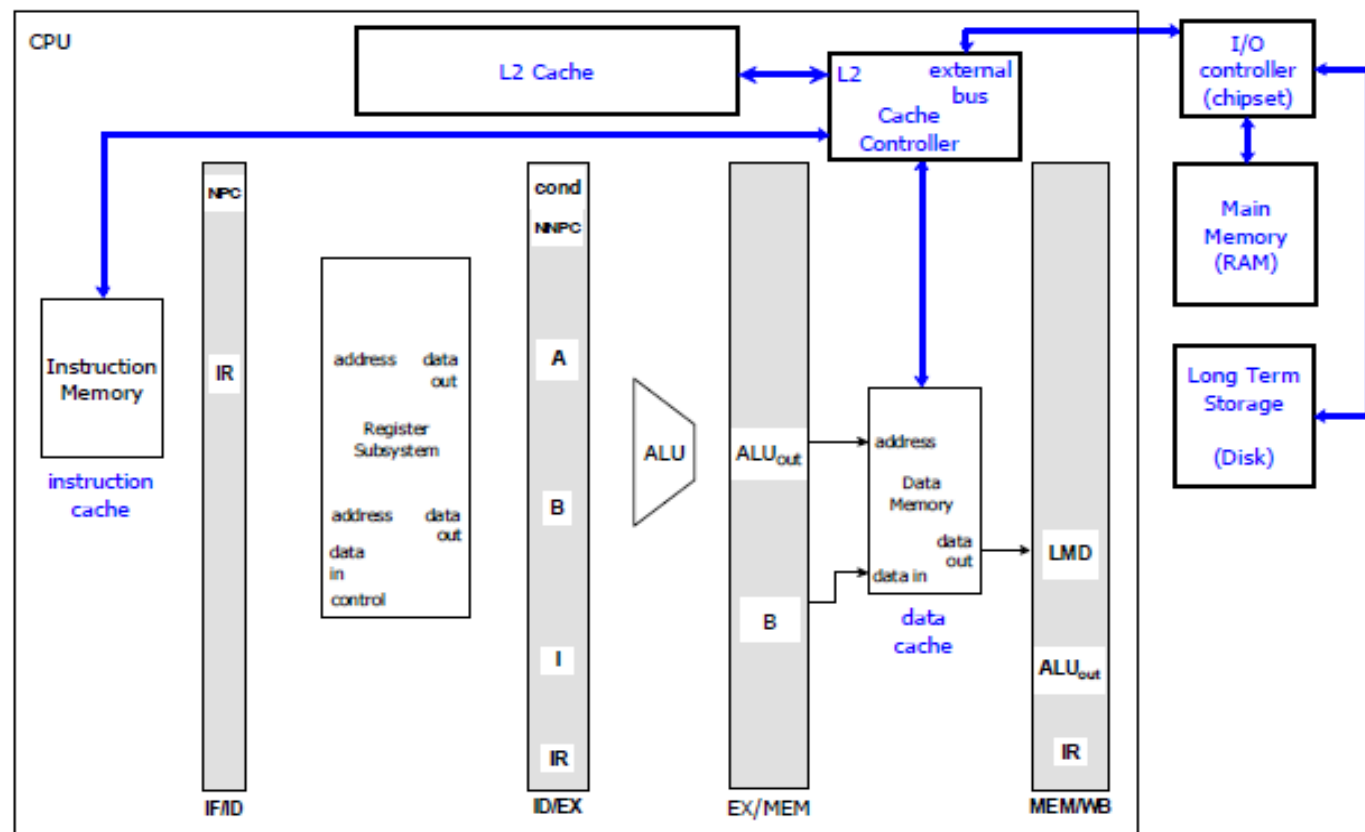 CPU
L2 Cache
L2
external
bus
Cache
Controller
I/O
controller
(chipset)
Main
Memory
(RAM)
Long Term
Storage
(Disk)
Instruction
Memory
instruction
cache
NPC
IR
IF/ID
address data
out
Register
Subsystem
address data
out
data
in
control
cond
NNPC
A
B
I
IR
ID/EX
ALU
ALUout
B
EX/MEM
address
Data
Memory
data
out
data in
data
cache
LMD
ALUout
IR
MEM/WB